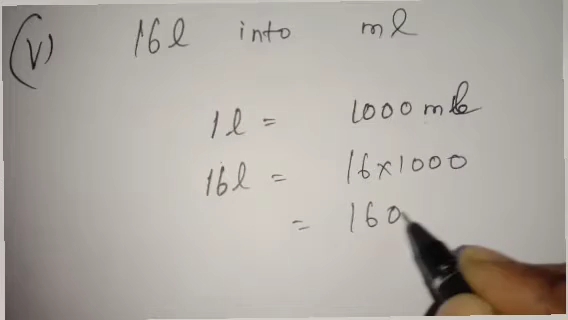 (V) 16l into ml
1l = 1000 ml
16l = 16×1000
= 160